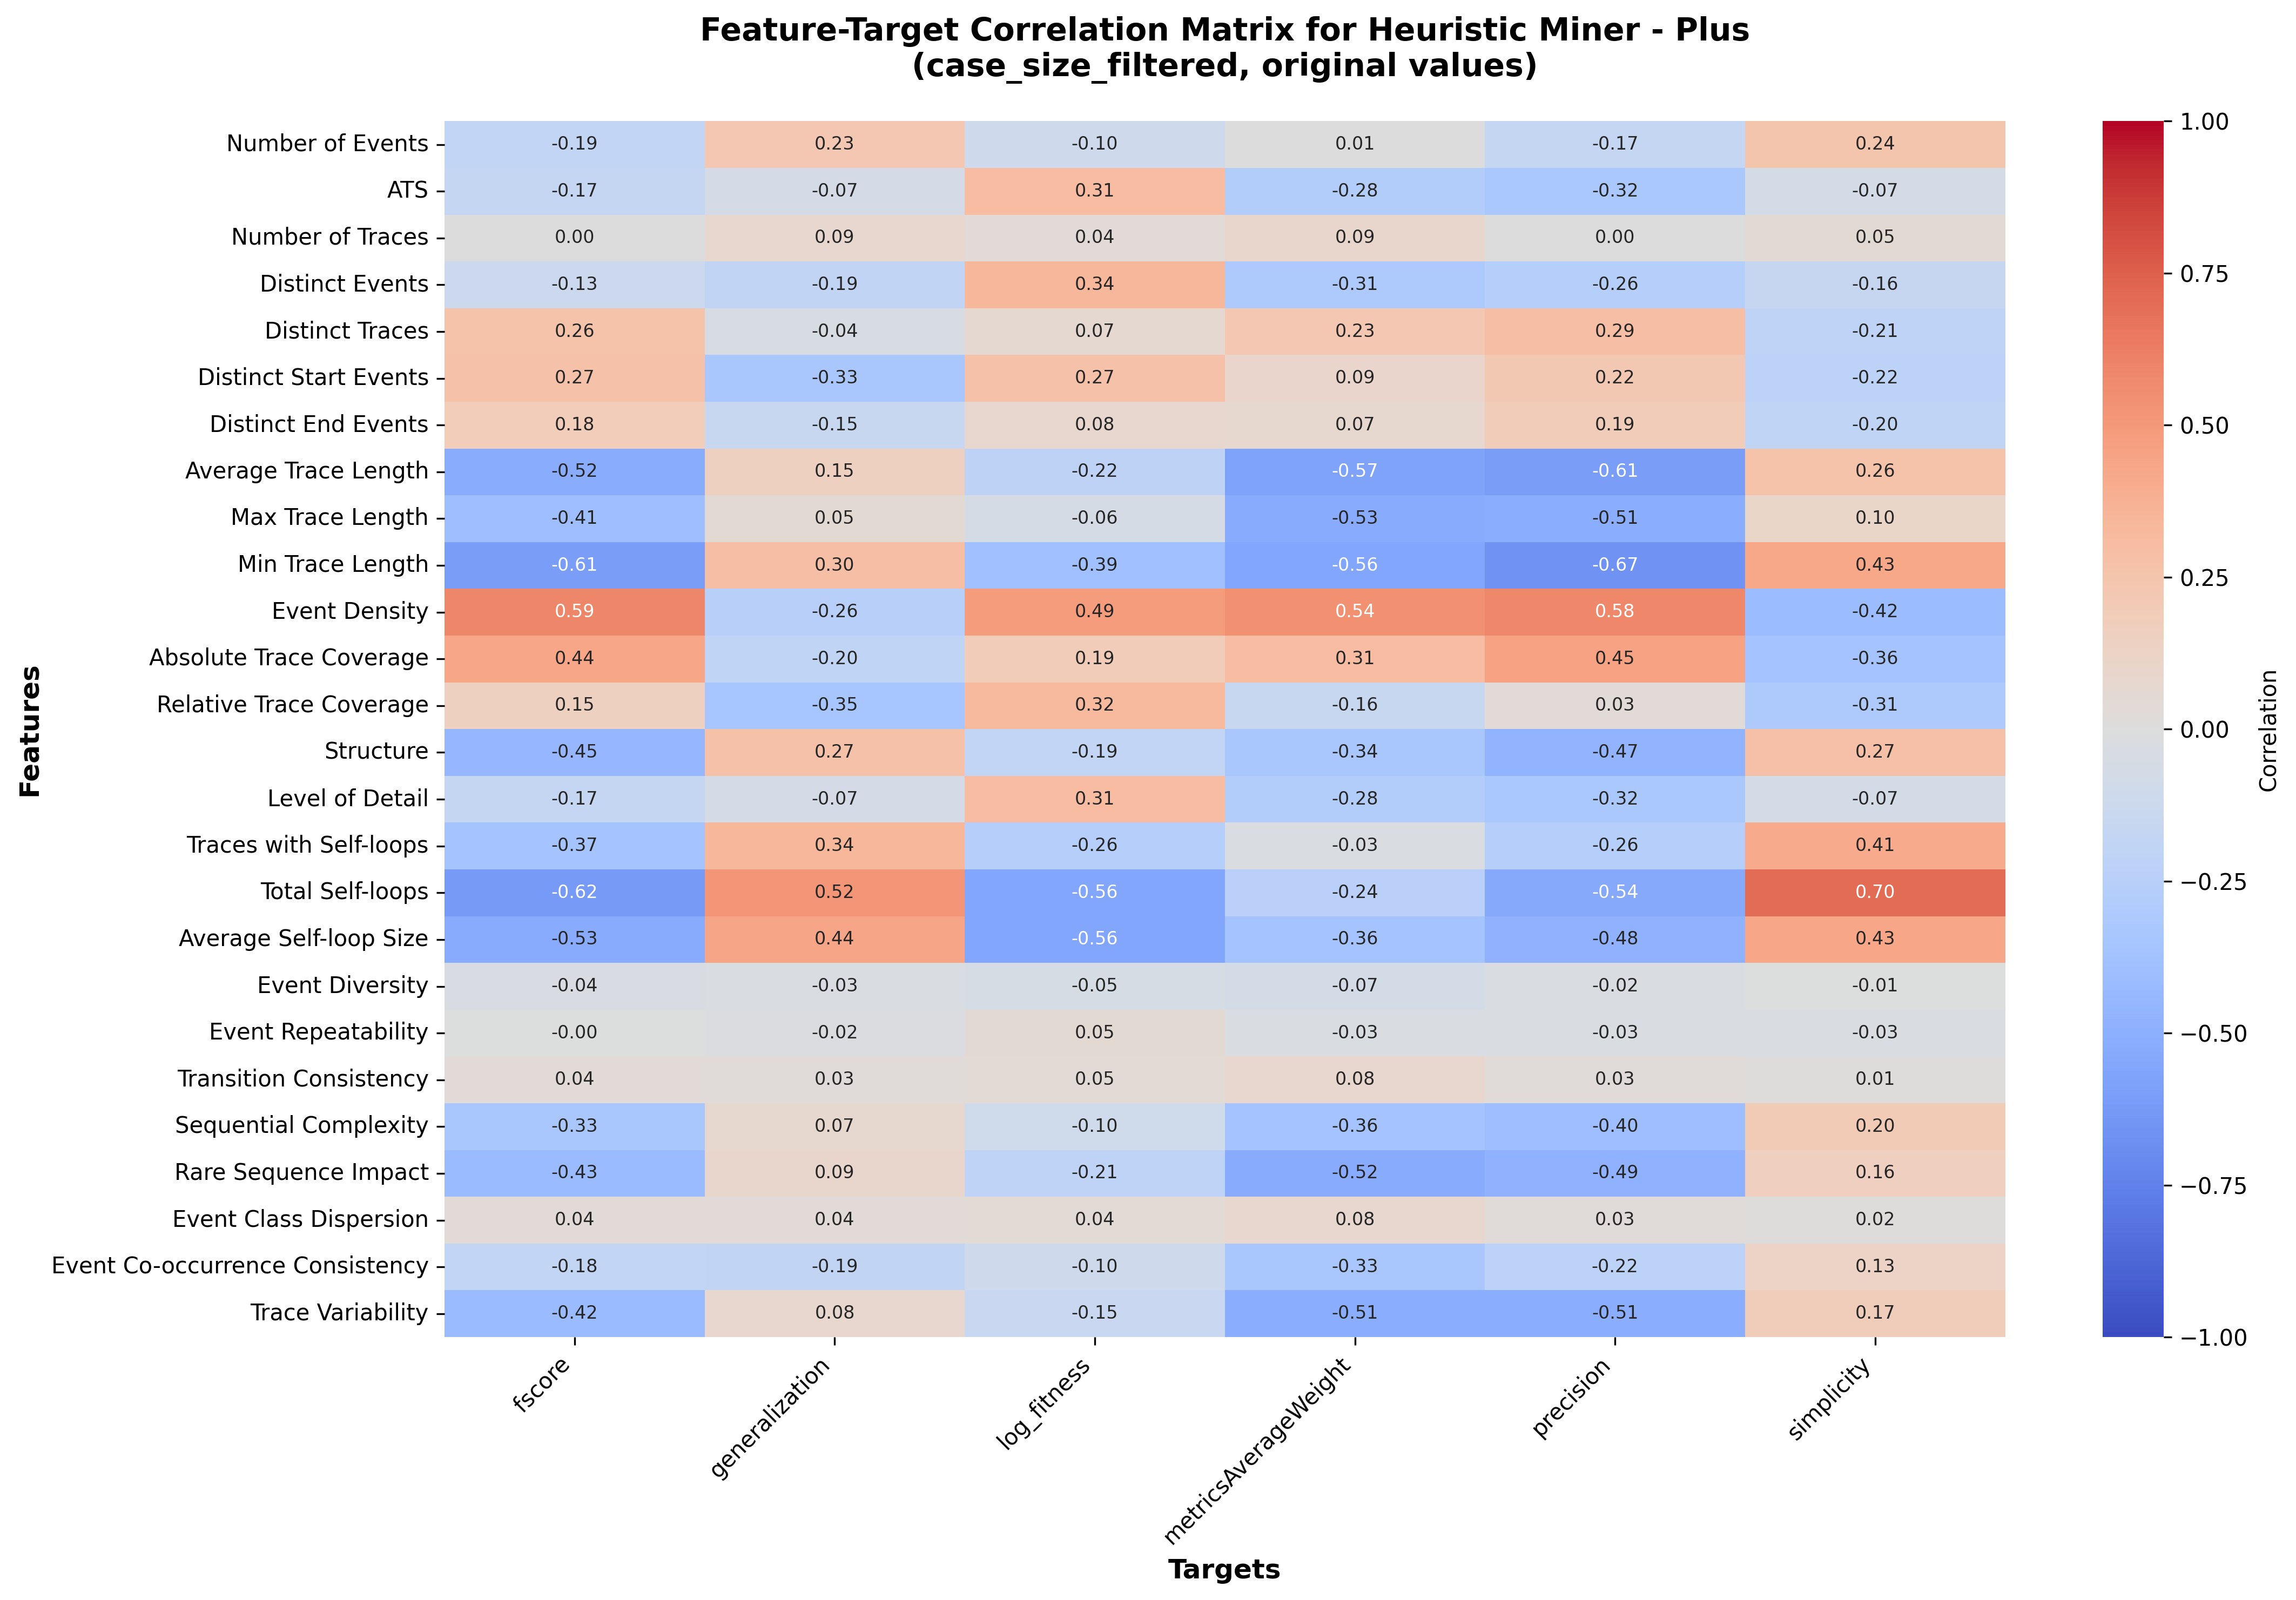 Feature-Target Correlation Matrix for Heuristic Miner - Plus
(case_size_filtered, original values)
Features
Number of Events -0.19 0.23 -0.10 0.01 -0.17 0.24
ATS -0.17 -0.07 0.31 -0.28 -0.32 -0.07
Number of Traces 0.00 0.09 0.04 0.09 0.00 0.05
Distinct Events -0.13 -0.19 0.34 -0.31 -0.26 -0.16
Distinct Traces 0.26 -0.04 0.07 0.23 0.29 -0.21
Distinct Start Events 0.27 -0.33 0.27 0.09 0.22 -0.22
Distinct End Events 0.18 -0.15 0.08 0.07 0.19 -0.20
Average Trace Length -0.52 0.15 -0.22 -0.57 -0.61 0.26
Max Trace Length -0.41 0.05 -0.06 -0.53 -0.51 0.10
Min Trace Length -0.61 0.30 -0.39 -0.56 -0.67 0.43
Event Density 0.59 -0.26 0.49 0.54 0.58 -0.42
Absolute Trace Coverage 0.44 -0.20 0.19 0.31 0.45 -0.36
Relative Trace Coverage 0.15 -0.35 0.32 -0.16 0.03 -0.31
Structure -0.45 0.27 -0.19 -0.34 -0.47 0.27
Level of Detail -0.17 -0.07 0.31 -0.28 -0.32 -0.07
Traces with Self-loops -0.37 0.34 -0.26 -0.03 -0.26 0.41
Total Self-loops -0.62 0.52 -0.56 -0.24 -0.54 0.70
Average Self-loop Size -0.53 0.44 -0.56 -0.36 -0.48 0.43
Event Diversity -0.04 -0.03 -0.05 -0.07 -0.02 -0.01
Event Repeatability -0.00 -0.02 0.05 -0.03 -0.03 -0.03
Transition Consistency 0.04 0.03 0.05 0.08 0.03 0.01
Sequential Complexity -0.33 0.07 -0.10 -0.36 -0.40 0.20
Rare Sequence Impact -0.43 0.09 -0.21 -0.52 -0.49 0.16
Event Class Dispersion 0.04 0.04 0.04 0.08 0.03 0.02
Event Co-occurrence Consistency -0.18 -0.19 -0.10 -0.33 -0.22 0.13
Trace Variability -0.42 0.08 -0.15 -0.51 -0.51 0.17
fscore generalization log_fitness metricsAverageWeight precision simplicity
Targets
1.00
0.75
0.50
0.25
0.00
−0.25
−0.50
−0.75
−1.00
Correlation